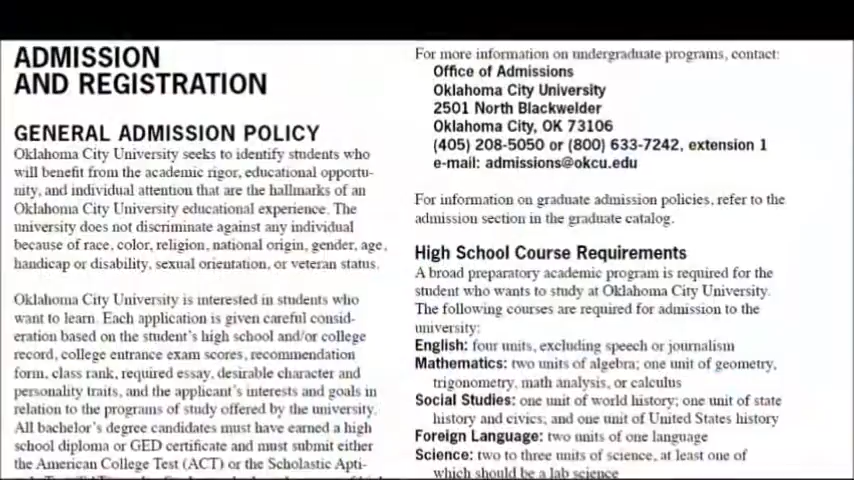 ADMISSION
AND REGISTRATION
GENERAL ADMISSION POLICY
Oklahoma City University seeks to identify students who
will benefit from the academic rigor, educational opportu-
nity, and individual attention that are the hallmarks of an
Oklahoma City University educational experience. The
university does not discriminate against any individual
because of race, color, religion, national origin, gender, age,
handicap or disability, sexual orientation, or veteran status.
Oklahoma City University is interested in students who
want to learn. Each application is given careful consid-
eration based on the student's high school and/or college
record, college entrance exam scores, recommendation
form, class rank, required essay, desirable character and
personality traits, and the applicant's interests and goals in
relation to the programs of study offered by the university.
All bachelor's degree candidates must have earned a high
school diploma or GED certificate and must submit either
the American College Test (ACT) or the Scholastic Apti-
For more information on undergraduate programs, contact:
Office of Admissions
Oklahoma City University
2501 North Blackwelder
Oklahoma City, OK 73106
(405) 208-5050 or (800) 633-7242, extension 1
e-mail: admissions@okcu.edu
For information on graduate admission policies, refer to the
admission section in the graduate catalog.
High School Course Requirements
A broad preparatory academic program is required for the
student who wants to study at Oklahoma City University.
The following courses are required for admission to the
university:
English: four units, excluding speech or journalism
Mathematics: two units of algebra; one unit of geometry,
trigonometry, math analysis, or calculus
Social Studies: one unit of world history; one unit of state
history and civics; and one unit of United States history
Foreign Language: two units of one language
Science: two to three units of science, at least one of
which should be a lab science